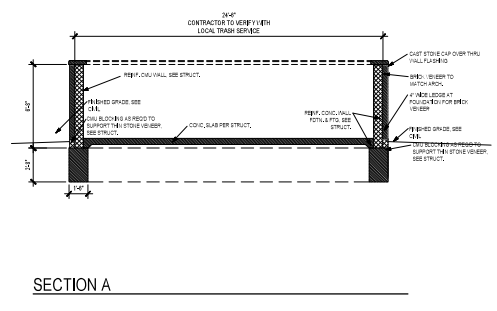 24'-6"
CONTRACTOR TO VERIFY WITH
LOCAL TRASH SERVICE
CAST STONE CAP OVER THRU
WALL FLASHING
REINF. CMU WALL, SEE STRUCT.
BRICK VENEER TO
MATCH ARCH.
4" WIDE LEDGE AT
FOUNDATION FOR BRICK
VENEER
FINISHED GRADE, SEE
CIVIL
CMU BLOCKING AS REQ'D TO
SUPPORT THIN STONE VENEER,
SEE STRUCT.
REINF. CONC. WALL
FDTN. & FTG. SEE
STRUCT.
CONC. SLAB PER STRUCT.
FINISHED GRADE, SEE
CIVIL
CMU BLOCKING AS REQ'D TO
SUPPORT THIN STONE VENEER,
SEE STRUCT.
1'-6"
SECTION A